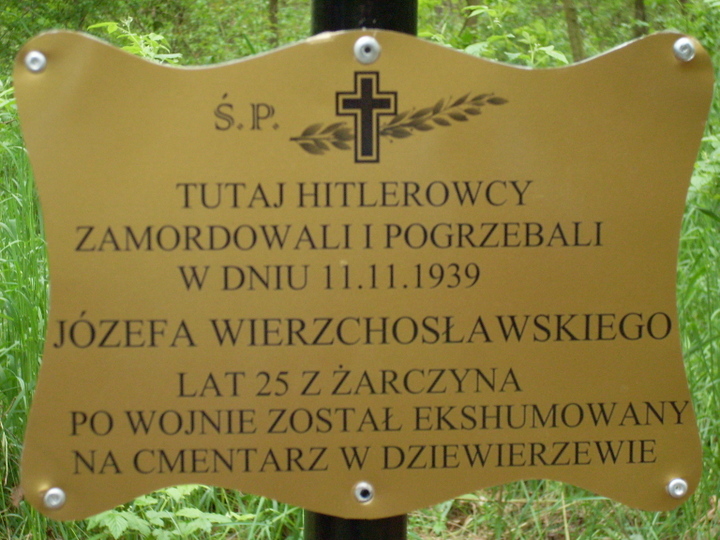 Ś.P.
TUTAJ HITLEROWCY
ZAMORDOWALI I POGRZEBALI
W DNIU 11.11.1939
JÓZEFA WIERZCHOSŁAWSKIEGO
LAT 25 Z ŻARCZYNA
PO WOJNIE ZOSTAŁ EKSHUMOWANY
NA CMENTARZ W DZIEWIERZEWIE